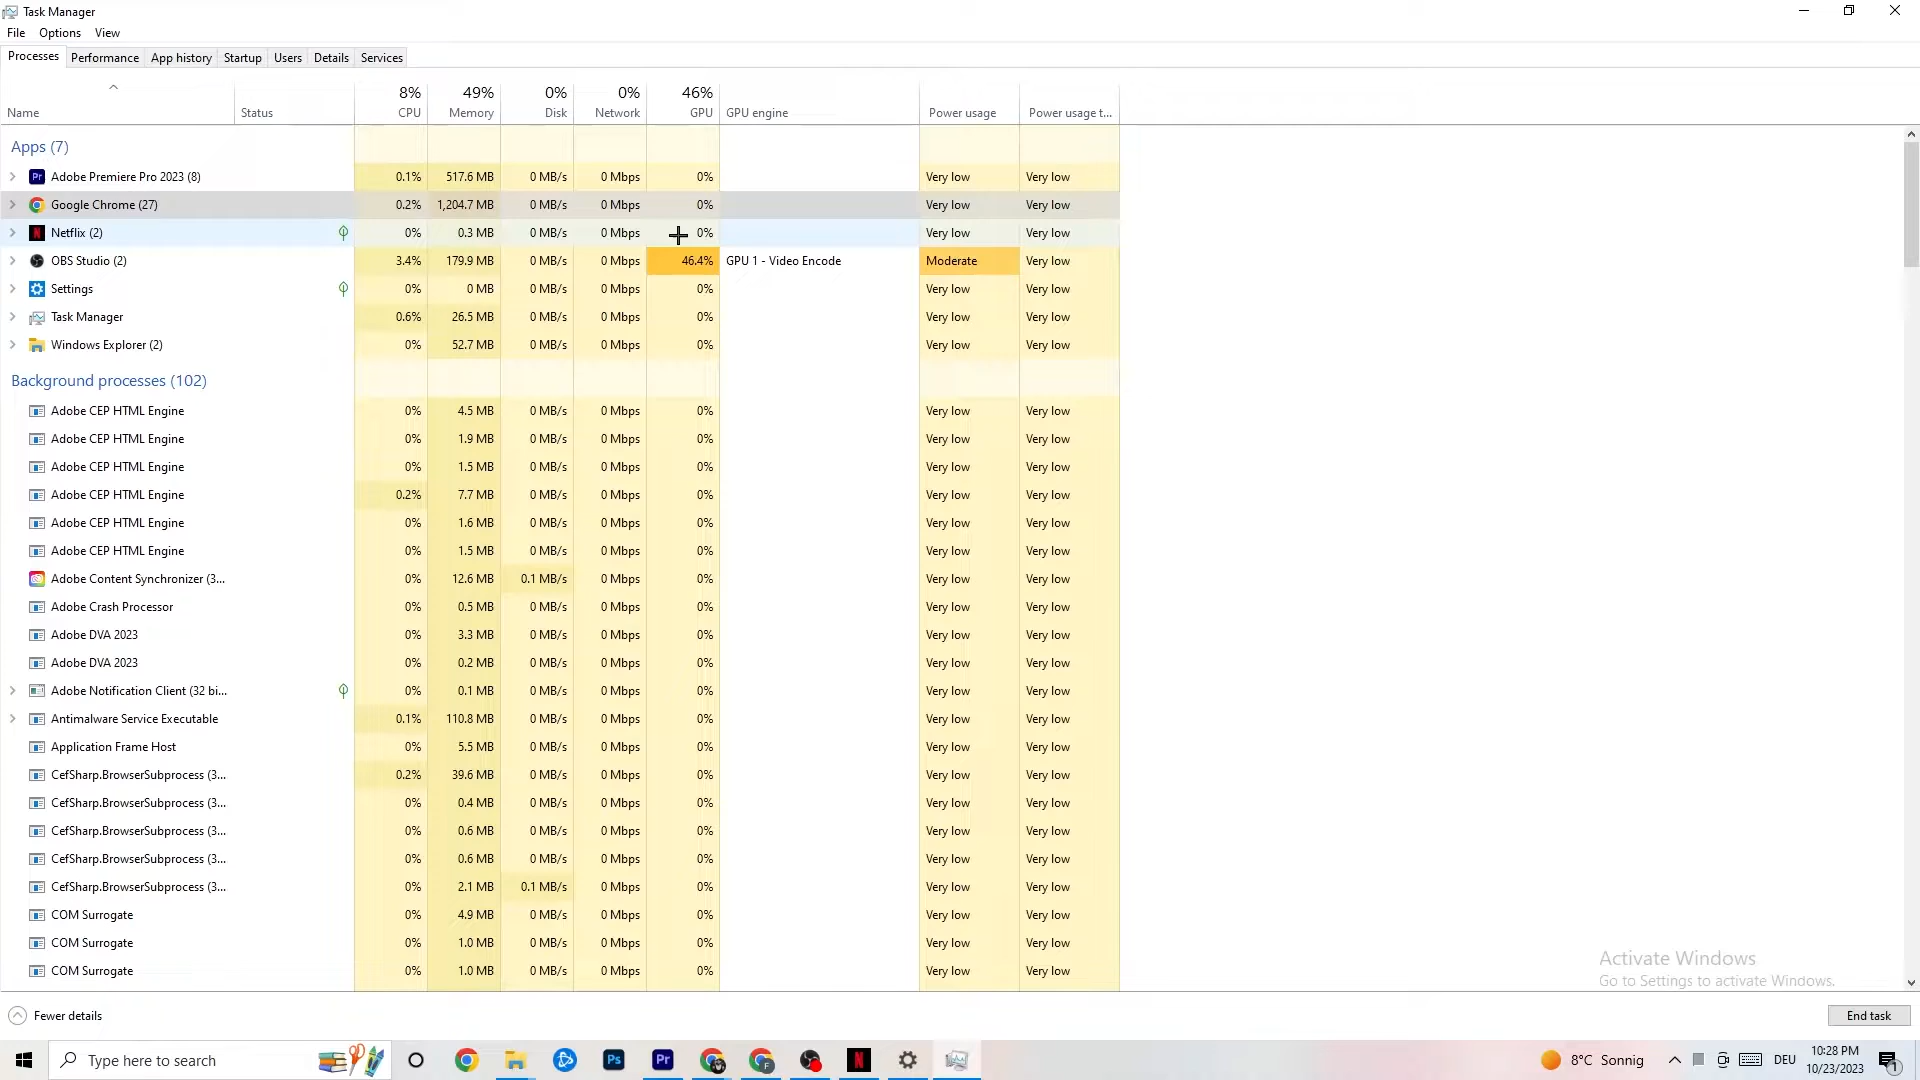 Task Manager
File Options View
Processes Performance App history Startup Users Details Services
8% 49% 0% 0% 46%
Name Status CPU Memory Disk Network GPU GPU engine Power usage Power usage t...
Apps (7)
Adobe Premiere Pro 2023 (8) 0.1% 517.6 MB 0 MB/s 0 Mbps 0% Very low Very low
Google Chrome (27) 0.2% 1,204.7 MB 0 MB/s 0 Mbps 0% Very low Very low
Netflix (2) 0% 0.3 MB 0 MB/s 0 Mbps 0% Very low Very low
OBS Studio (2) 3.4% 179.9 MB 0 MB/s 0 Mbps 46.4% GPU 1 - Video Encode Moderate Very low
Settings 0% 0 MB 0 MB/s 0 Mbps 0% Very low Very low
Task Manager 0.6% 26.5 MB 0 MB/s 0 Mbps 0% Very low Very low
Windows Explorer (2) 0% 52.7 MB 0 MB/s 0 Mbps 0% Very low Very low
Background processes (102)
Adobe CEP HTML Engine 0% 4.5 MB 0 MB/s 0 Mbps 0% Very low Very low
Adobe CEP HTML Engine 0% 1.9 MB 0 MB/s 0 Mbps 0% Very low Very low
Adobe CEP HTML Engine 0% 1.5 MB 0 MB/s 0 Mbps 0% Very low Very low
Adobe CEP HTML Engine 0.2% 7.7 MB 0 MB/s 0 Mbps 0% Very low Very low
Adobe CEP HTML Engine 0% 1.6 MB 0 MB/s 0 Mbps 0% Very low Very low
Adobe CEP HTML Engine 0% 1.5 MB 0 MB/s 0 Mbps 0% Very low Very low
Adobe Content Synchronizer (3... 0% 12.6 MB 0.1 MB/s 0 Mbps 0% Very low Very low
Adobe Crash Processor 0% 0.5 MB 0 MB/s 0 Mbps 0% Very low Very low
Adobe DVA 2023 0% 3.3 MB 0 MB/s 0 Mbps 0% Very low Very low
Adobe DVA 2023 0% 0.2 MB 0 MB/s 0 Mbps 0% Very low Very low
Adobe Notification Client (32 bi... 0% 0.1 MB 0 MB/s 0 Mbps 0% Very low Very low
Antimalware Service Executable 0.1% 110.8 MB 0 MB/s 0 Mbps 0% Very low Very low
Application Frame Host 0% 5.5 MB 0 MB/s 0 Mbps 0% Very low Very low
CefSharp.BrowserSubprocess (3... 0.2% 39.6 MB 0 MB/s 0 Mbps 0% Very low Very low
CefSharp.BrowserSubprocess (3... 0% 0.4 MB 0 MB/s 0 Mbps 0% Very low Very low
CefSharp.BrowserSubprocess (3... 0% 0.6 MB 0 MB/s 0 Mbps 0% Very low Very low
CefSharp.BrowserSubprocess (3... 0% 0.6 MB 0 MB/s 0 Mbps 0% Very low Very low
CefSharp.BrowserSubprocess (3... 0% 2.1 MB 0.1 MB/s 0 Mbps 0% Very low Very low
COM Surrogate 0% 4.9 MB 0 MB/s 0 Mbps 0% Very low Very low
COM Surrogate 0% 1.0 MB 0 MB/s 0 Mbps 0% Very low Very low
COM Surrogate 0% 1.0 MB 0 MB/s 0 Mbps 0% Very low Very low
Activate Windows
Go to Settings to activate Windows.
Fewer details End task
Type here to search Ps Pr 8°C Sonnig DEU 10:28 PM
10/23/2023